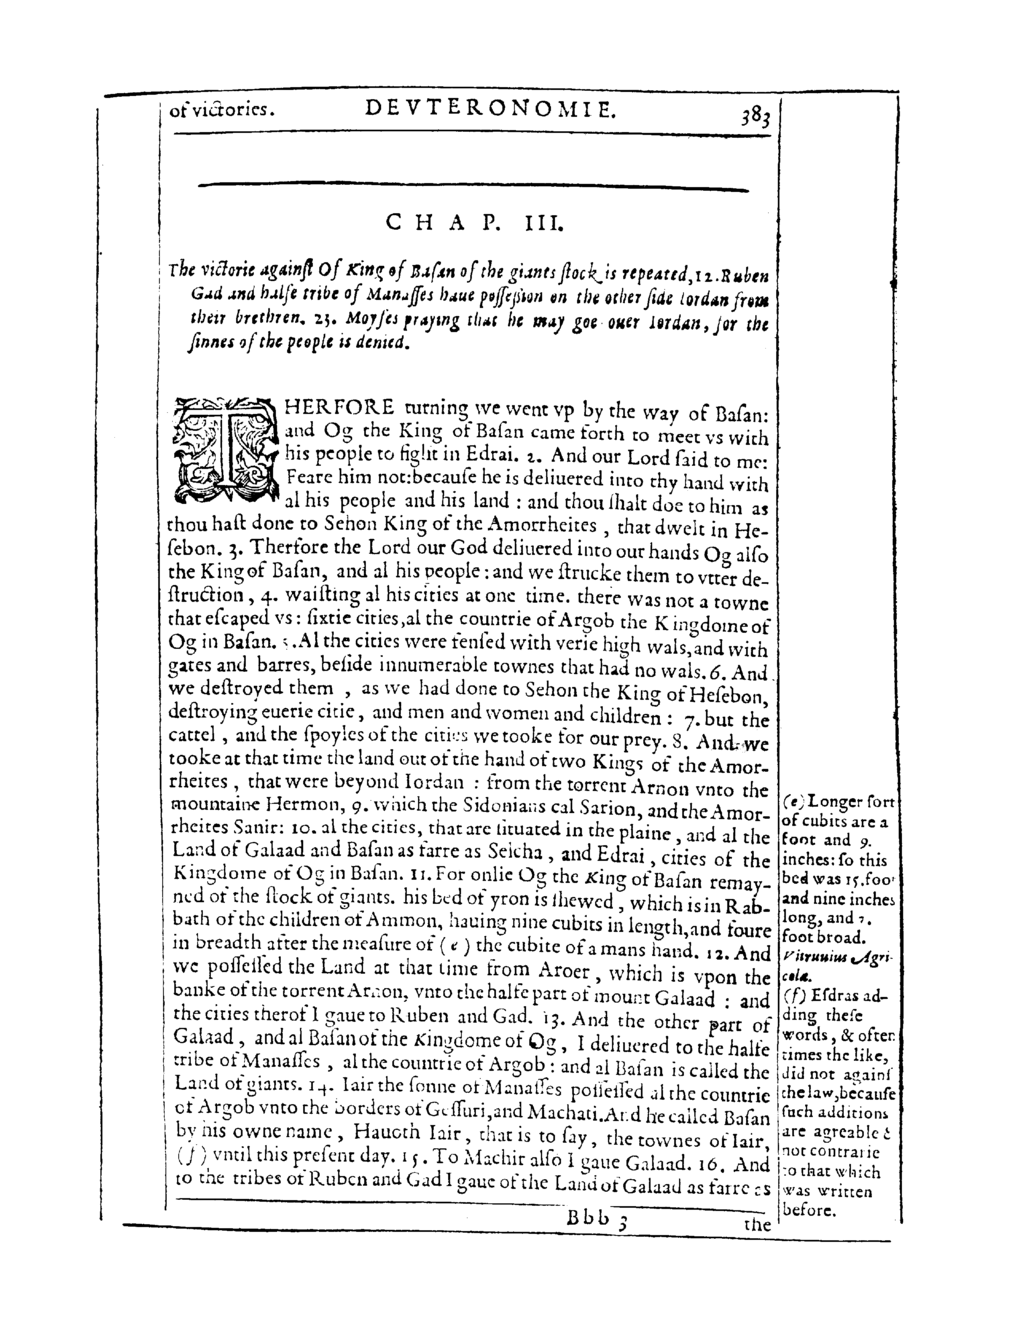 of victories. DEVTERONOMIE. 383
CHAP. III.
The victorie againſt Of King of Baſan of the giants ſtock, is repeated, 12. Ruben
Gad and halfe tribe of Manaſſes haue poſſeſsion on the other ſide Iordan from
their brethren. 23. Moyſes praying that he may goe ouer Iordan, for the
ſinnes of the people is denied.
THERFORE turning we went vp by the way of Baſan:
and Og the King of Baſan came forth to meet vs with
his people to fight in Edrai. 2. And our Lord ſaid to me:
Feare him not: becauſe he is deliuered into thy hand with
al his people and his land : and thou ſhalt doe to him as
thou haſt done to Sehon King of the Amorrheites , that dwelt in He-
ſebon. 3. Therfore the Lord our God deliuered into our hands Og alſo
the King of Baſan, and al his people : and we ſtrucke them to vtter de-
ſtruction , 4. waiſting al his cities at one time. there was not a towne
that eſcaped vs : ſixtie cities, al the countrie of Argob the Kingdome of
Og in Baſan. 5. Al the cities were fenſed with verie high wals, and with
gates and barres, beſide innumerable townes that had no wals. 6. And
we deſtroyed them , as we had done to Sehon the King of Heſebon,
deſtroying euerie citie , and men and women and children : 7. but the
cattel , and the ſpoyles of the cities we tooke for our prey. 8. And we
tooke at that time the land out of the hand of two Kings of the Amor-
rheites , that were beyond Iordan : from the torrent Arnon vnto the
mountaine Hermon, 9. which the Sidonians cal Sarion, and the Amor-
rheites Sanir: 10. al the cities, that are ſituated in the plaine , and al the
Land of Galaad and Baſan as farre as Selcha , and Edrai , cities of the
Kingdome of Og in Baſan. 11. For onlie Og the King of Baſan remay-
ned of the ſtock of giants. his bed of yron is ſhewed , which is in Rab-
bath of the children of Ammon, hauing nine cubits in length, and foure
in breadth after the meaſure of ( e ) the cubite of a mans hand. 12. And
we poſſeſſed the Land at that time from Aroer , which is vpon the
banke of the torrent Arnon, vnto the halfe part of mount Galaad : and
the cities therof I gaue to Ruben and Gad. 13. And the other part of
Galaad , and al Baſan of the Kingdome of Og , I deliuered to the halfe
tribe of Manaſſes , al the countrie of Argob : and al Baſan is called the
Land of giants. 14. Iair the ſonne of Manaſſes poſſeſſed al the countrie
of Argob vnto the borders of Geſſuri, and Machati. And he called Baſan
by his owne name , Hauoth Iair , that is to ſay , the townes of Iair,
(f) vntil this preſent day. 15. To Machir alſo I gaue Galaad. 16. And
to the tribes of Ruben and Gad I gaue of the Land of Galaad as farre as
Bbb 3 the
(e) Longer ſort
of cubits are a
foot and 9.
inches: ſo this
bed was 15. foot
and nine inches
long, and 7.
foot broad.
Vitruuius Agri-
cola.
(f) Eſdras ad-
ding theſe
words , & often
times the like,
did not againſt
the law, becauſe
ſuch additions
are agreable &
not contrarie
to that which
was written
before.